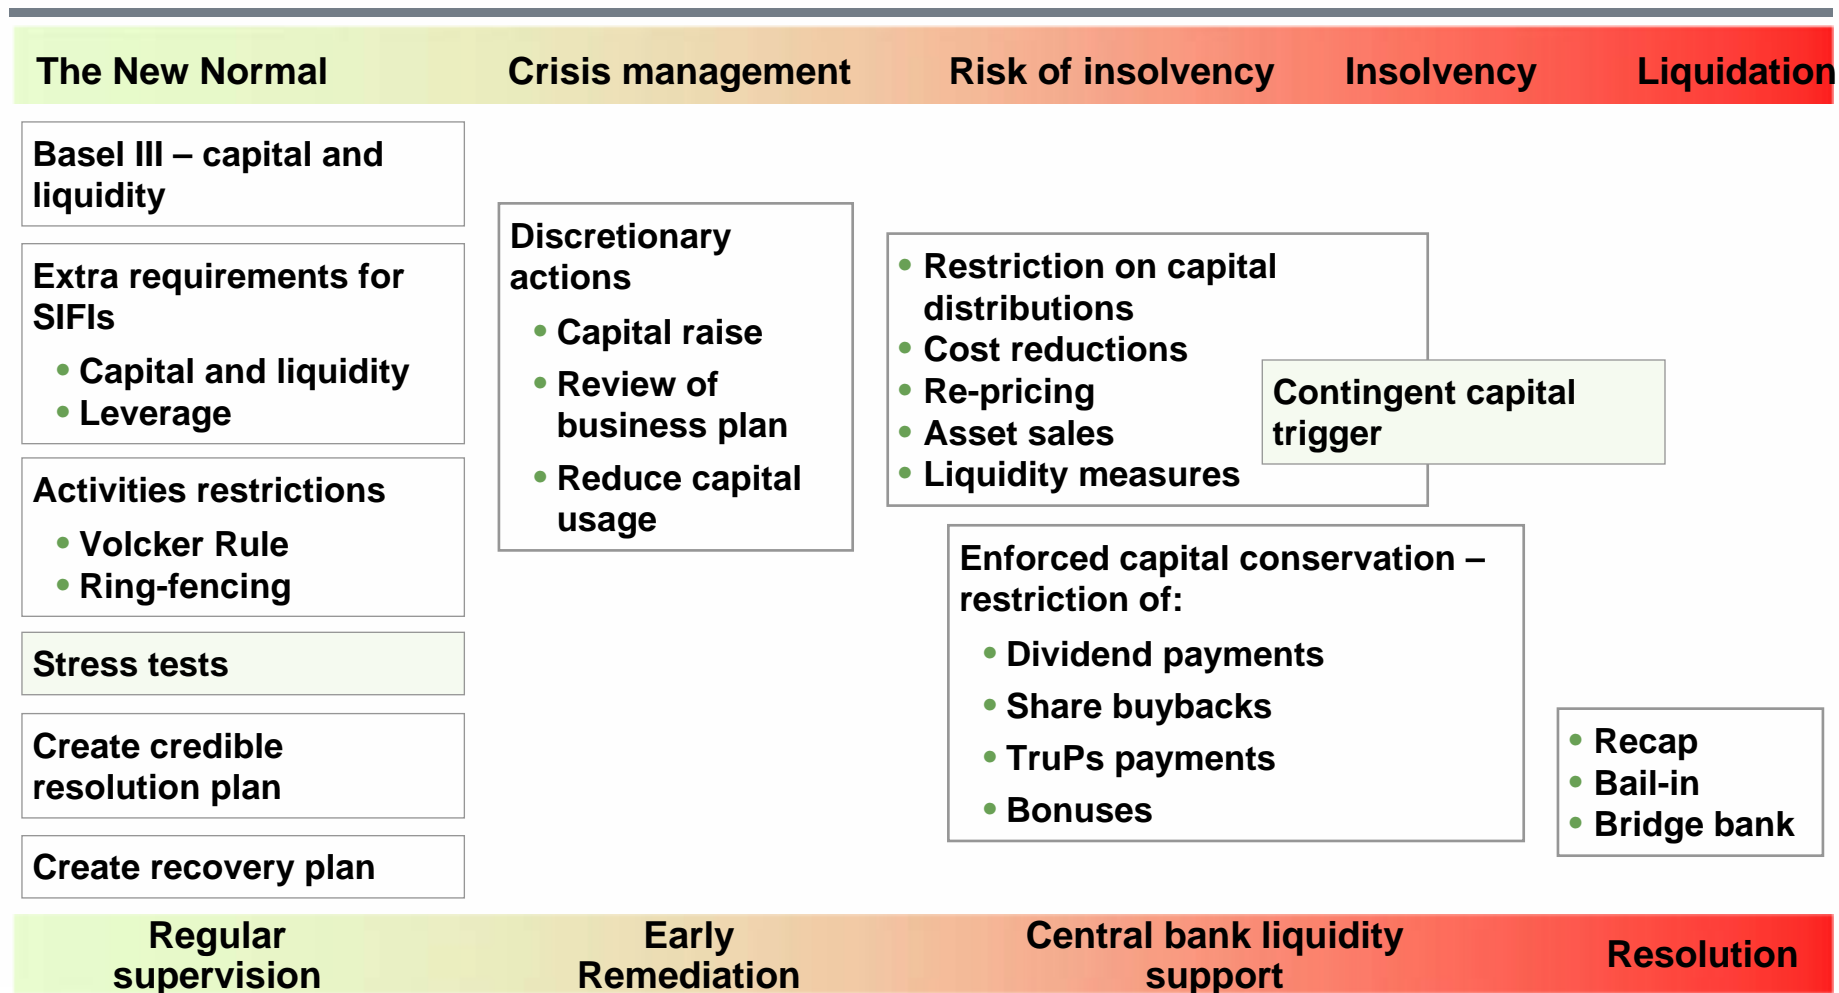 The New Normal
Crisis management
Risk of insolvency
Insolvency
Liquidation
Basel III – capital and
liquidity
Extra requirements for
SIFIs
• Capital and liquidity
• Leverage
Activities restrictions
• Volcker Rule
• Ring-fencing
Stress tests
Create credible
resolution plan
Create recovery plan
Discretionary
actions
• Capital raise
• Review of
business plan
• Reduce capital
usage
• Restriction on capital
distributions
• Cost reductions
• Re-pricing
• Asset sales
• Liquidity measures
Contingent capital
trigger
Enforced capital conservation –
restriction of:
• Dividend payments
• Share buybacks
• TruPs payments
• Bonuses
• Recap
• Bail-in
• Bridge bank
Regular
supervision
Early
Remediation
Central bank liquidity
support
Resolution